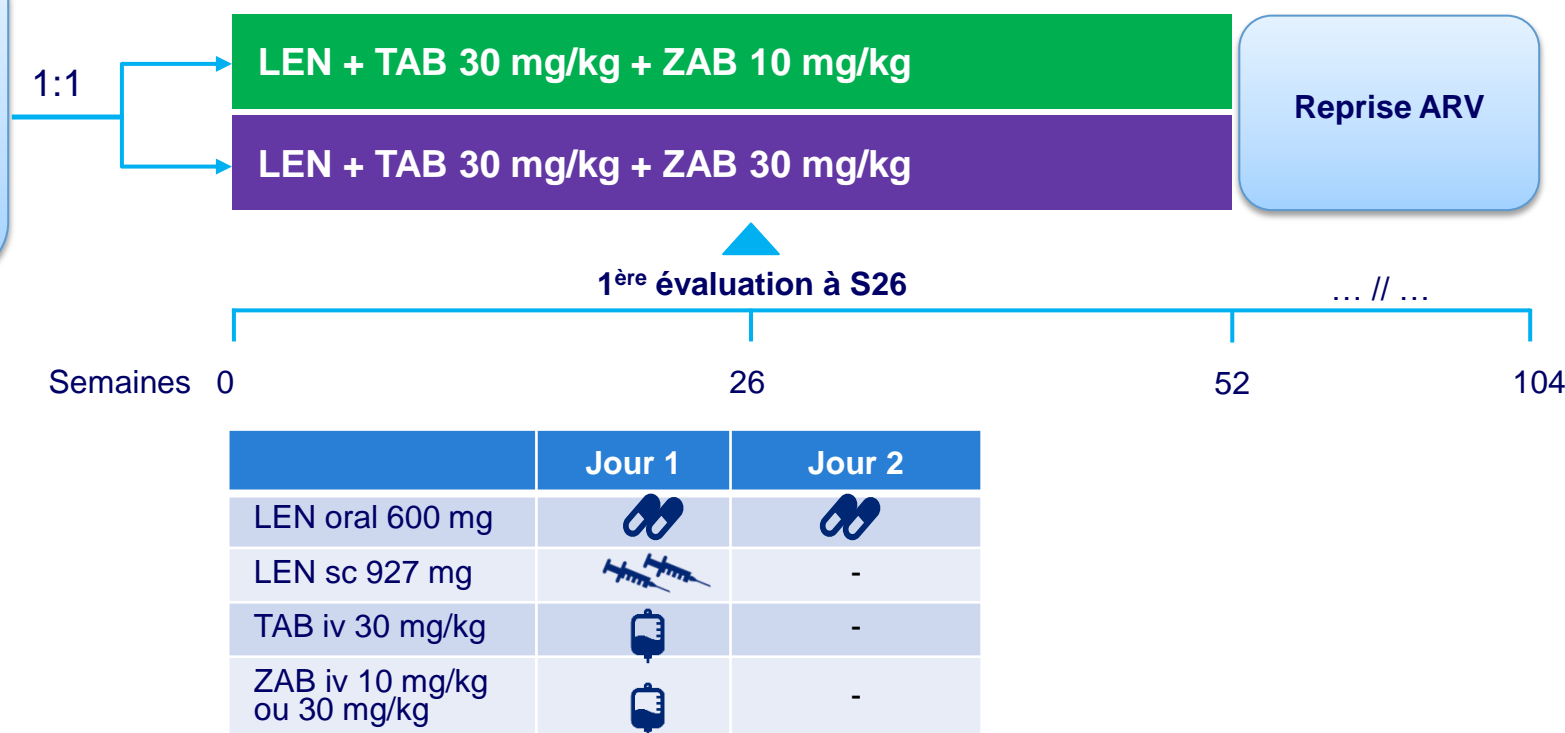 LEN + TAB 30 mg/kg + ZAB 10 mg/kg
1:1
Reprise ARV
LEN + TAB 30 mg/kg + ZAB 30 mg/kg
1ère évaluation à S26
… // …
Semaines 0 26 52 104
Jour 1 Jour 2
LEN oral 600 mg
LEN sc 927 mg -
TAB iv 30 mg/kg -
ZAB iv 10 mg/kg
ou 30 mg/kg -